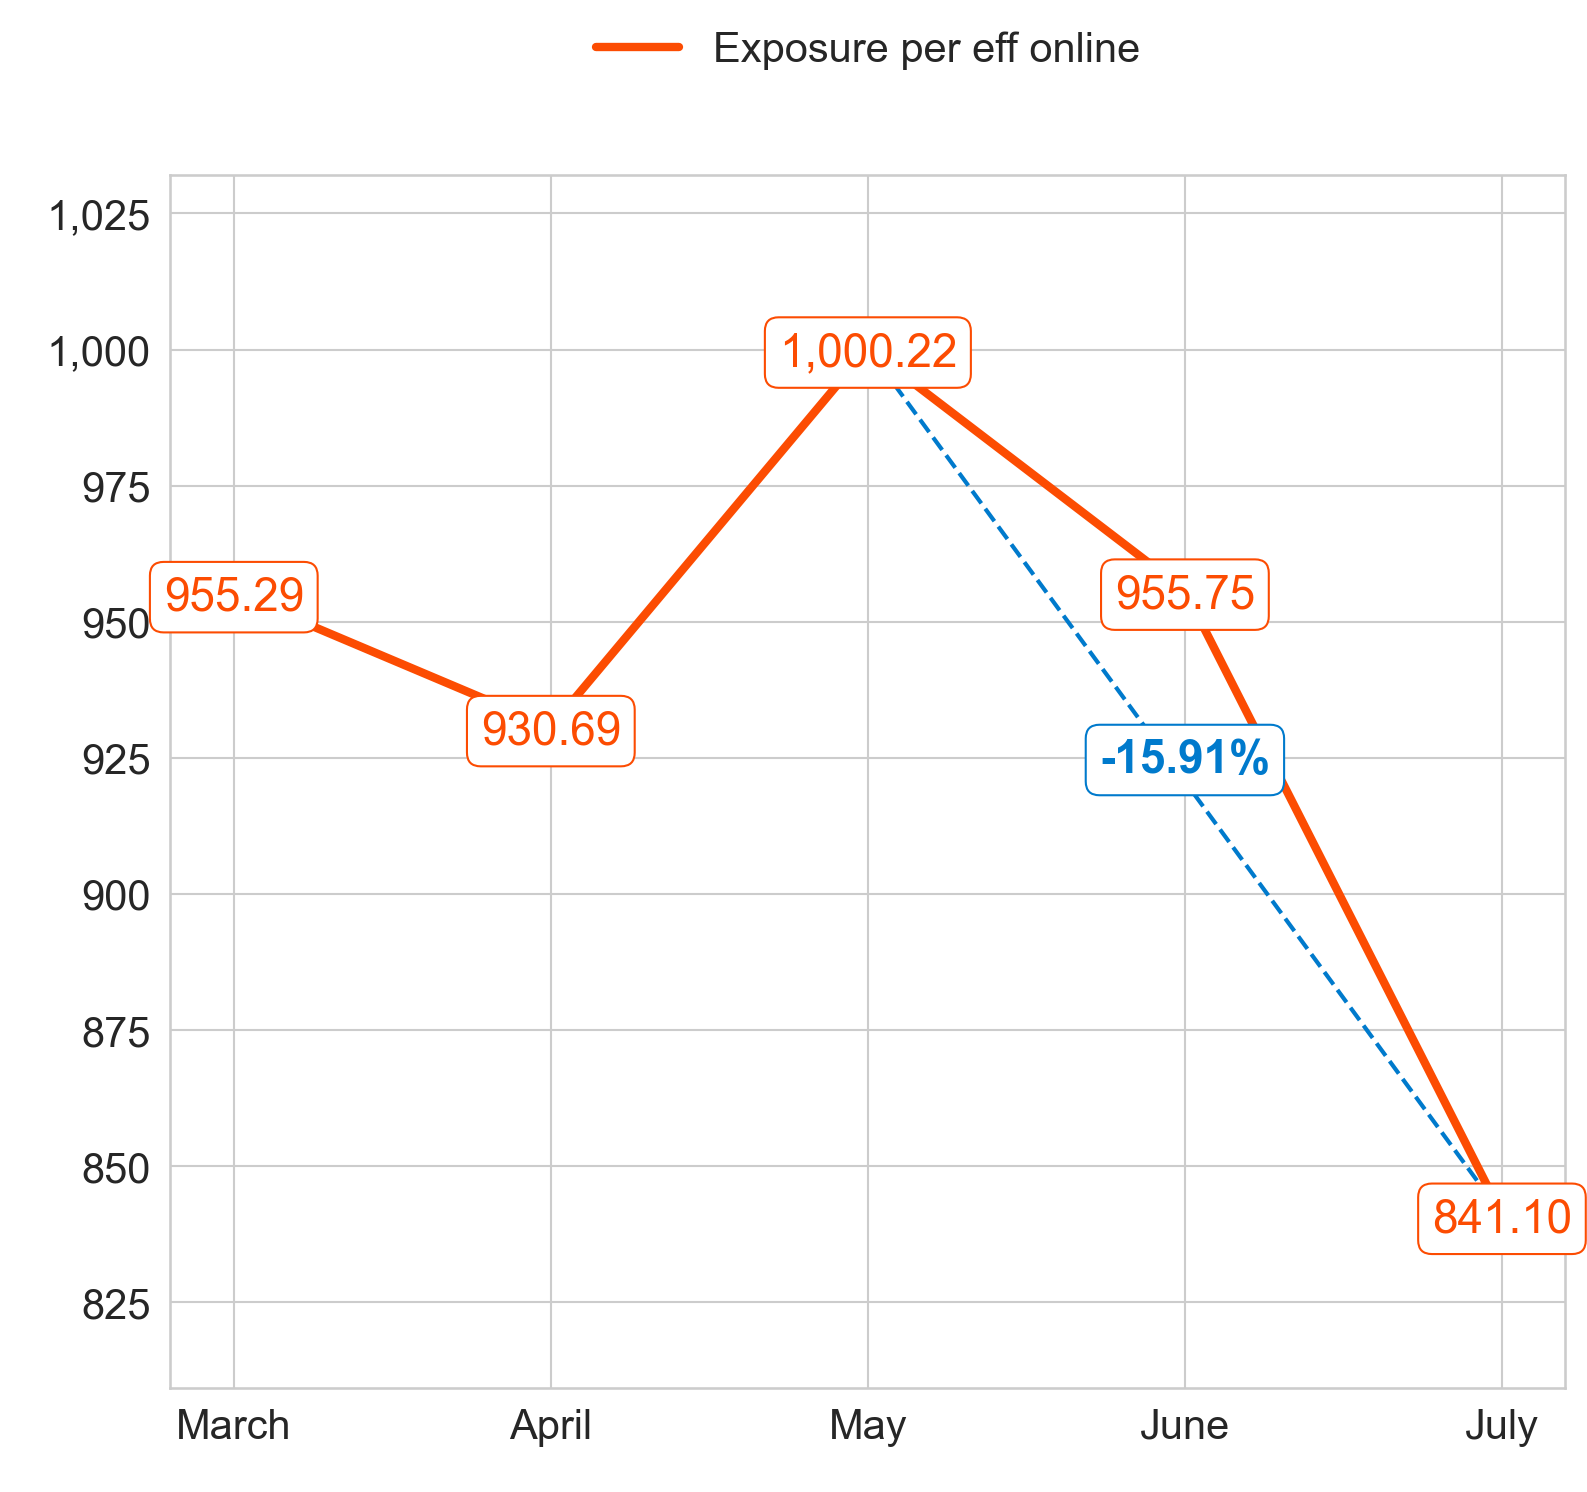 Exposure per eff online
1,025
1,000
975
950
925
900
875
850
825
955.29
930.69
1,000.22
955.75
-15.91%
841.10
March
April
May
June
July